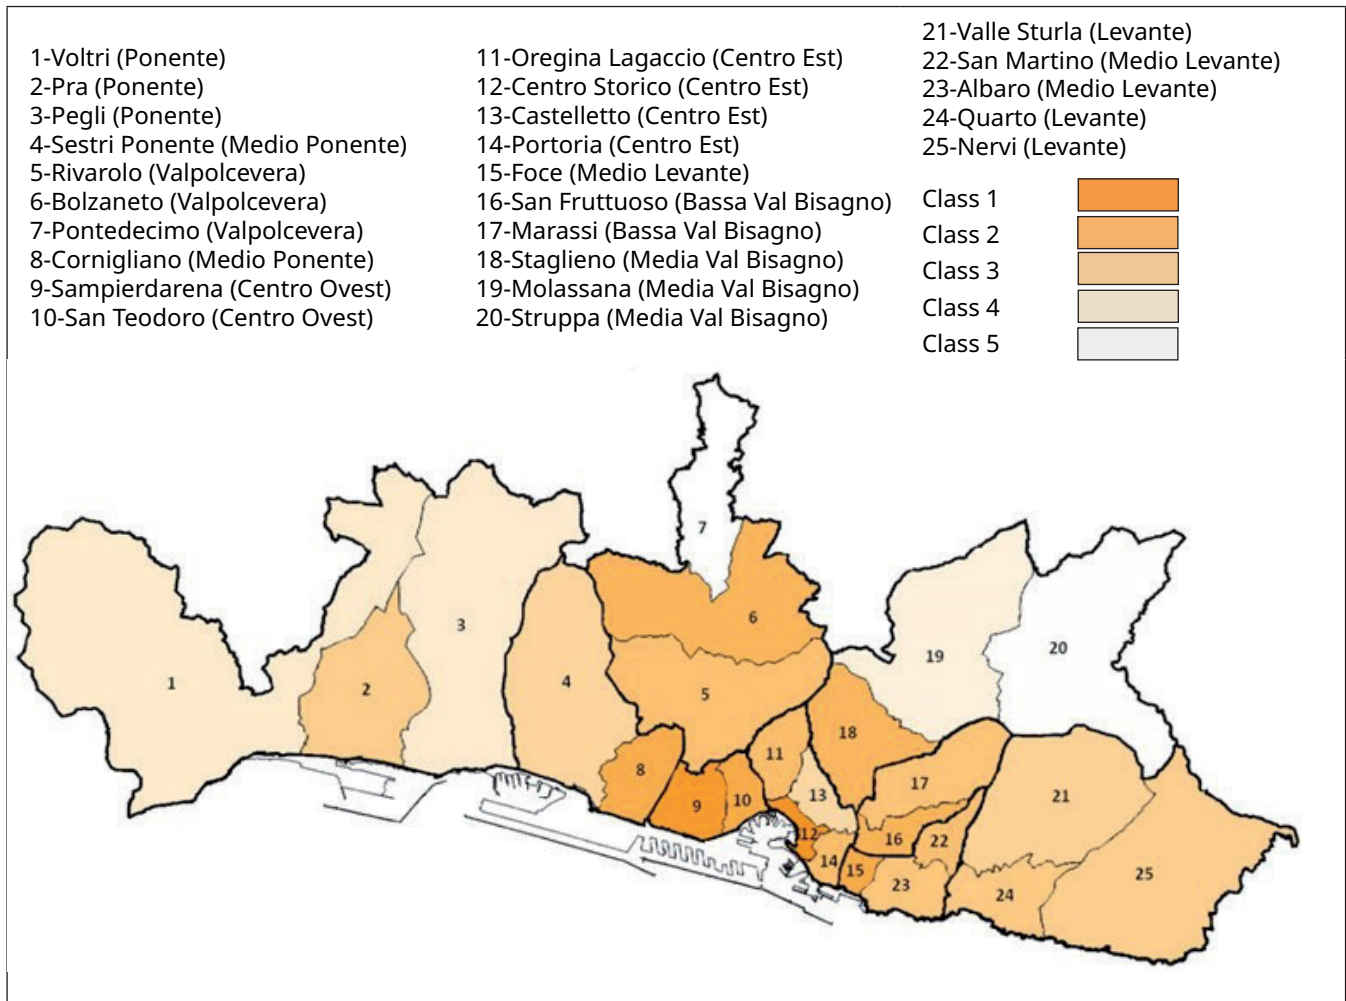 1-Voltri (Ponente)
2-Pra (Ponente)
3-Pegli (Ponente)
4-Sestri Ponente (Medio Ponente)
5-Rivarolo (Valpolcevera)
6-Bolzaneto (Valpolcevera)
7-Pontedecimo (Valpolcevera)
8-Cornigliano (Medio Ponente)
9-Sampierdarena (Centro Ovest)
10-San Teodoro (Centro Ovest)
11-Oregina Lagaccio (Centro Est)
12-Centro Storico (Centro Est)
13-Castelletto (Centro Est)
14-Portoria (Centro Est)
15-Foce (Medio Levante)
16-San Fruttuoso (Bassa Val Bisagno)
17-Marassi (Bassa Val Bisagno)
18-Staglieno (Media Val Bisagno)
19-Molassana (Media Val Bisagno)
20-Struppa (Media Val Bisagno)
21-Valle Sturla (Levante)
22-San Martino (Medio Levante)
23-Albaro (Medio Levante)
24-Quarto (Levante)
25-Nervi (Levante)
Class 1
Class 2
Class 3
Class 4
Class 5
7
6
3
19
20
1
2
4
5
18
11
8
17
10
9
13
21
12
16
22
14
15
23
25
24